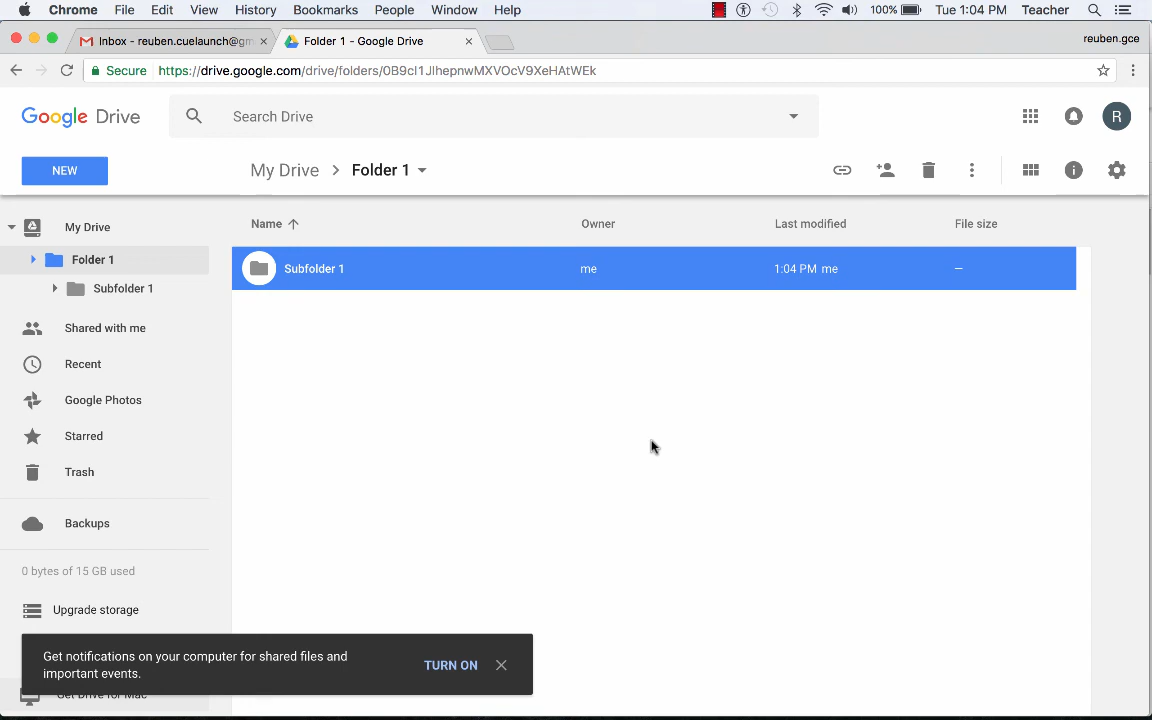 Chrome File Edit View History Bookmarks People Window Help 100% Tue 1:04 PM Teacher
Inbox - reuben.cuelaunch@gm Folder 1 - Google Drive reuben.gce
Secure https://drive.google.com/drive/folders/0B9cI1JlhepnwMXVOcV9XeHAtWEk
Google Drive Search Drive R
NEW My Drive > Folder 1
Name Owner Last modified File size
My Drive
Folder 1
Subfolder 1 me 1:04 PM me –
Subfolder 1
Shared with me
Recent
Google Photos
Starred
Trash
Backups
0 bytes of 15 GB used
Upgrade storage
Get notifications on your computer for shared files and
important events.
TURN ON
Get Drive for Mac